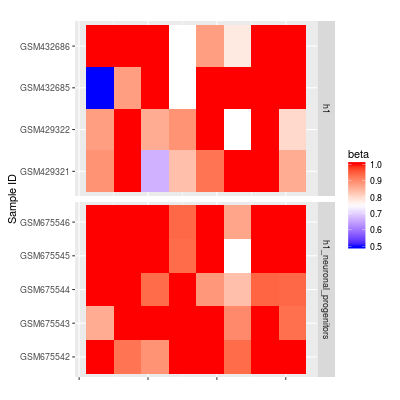 Sample ID
GSM432686
GSM432685
GSM429322
GSM429321
h1
GSM675546
GSM675545
GSM675544
GSM675543
GSM675542
h1_neuronal_progenitors
beta
1.0
0.9
0.8
0.7
0.6
0.5